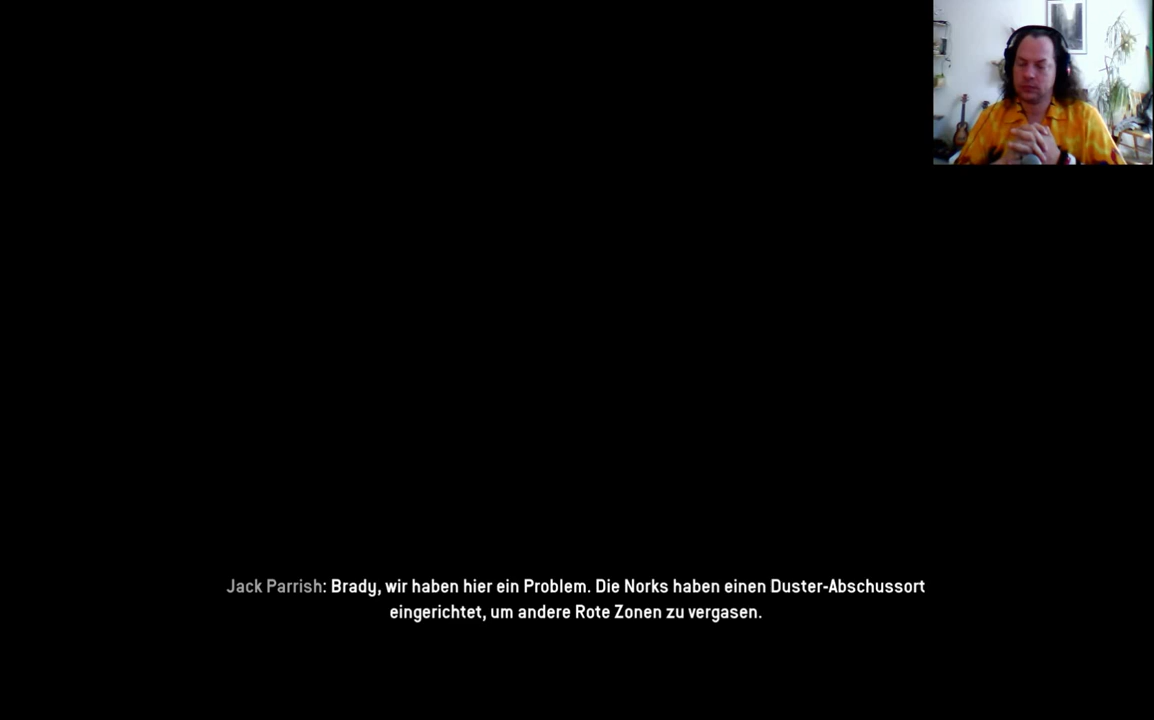 Jack Parrish: Brady, wir haben hier ein Problem. Die Norks haben einen Duster-Abschussort
eingerichtet, um andere Rote Zonen zu vergasen.